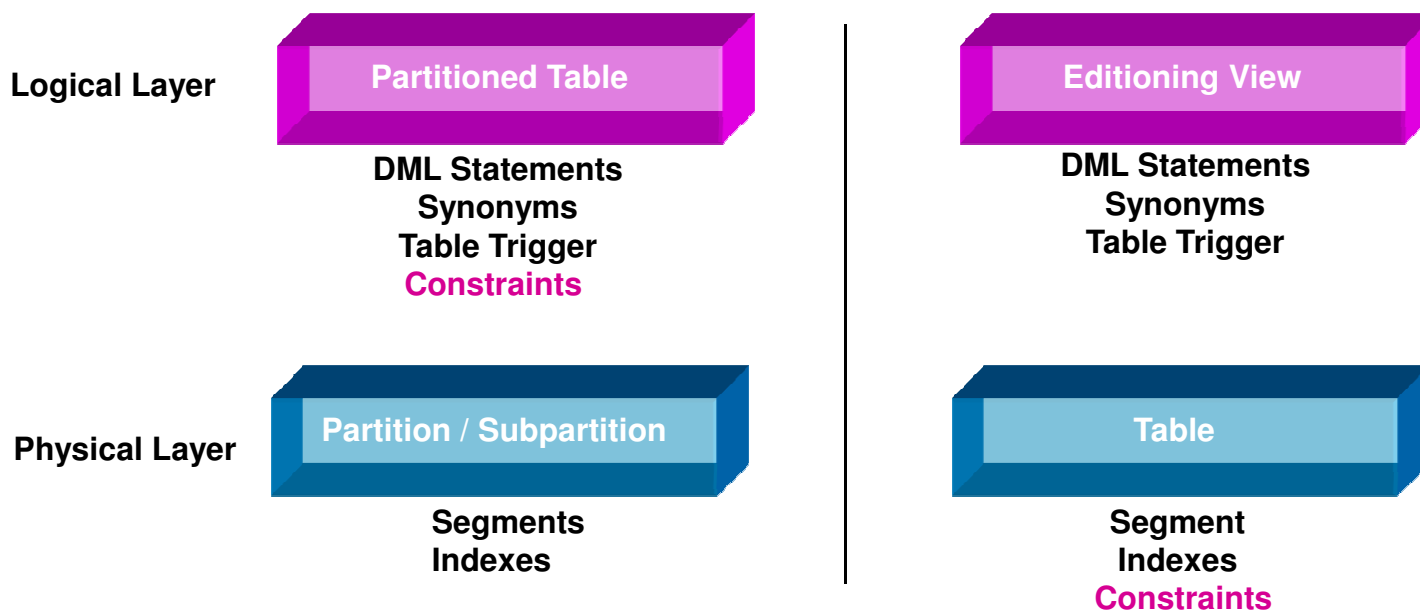 Logical Layer
Partitioned Table
DML Statements
Synonyms
Table Trigger
Constraints
Editioning View
DML Statements
Synonyms
Table Trigger
Physical Layer
Partition / Subpartition
Segments
Indexes
Table
Segment
Indexes
Constraints